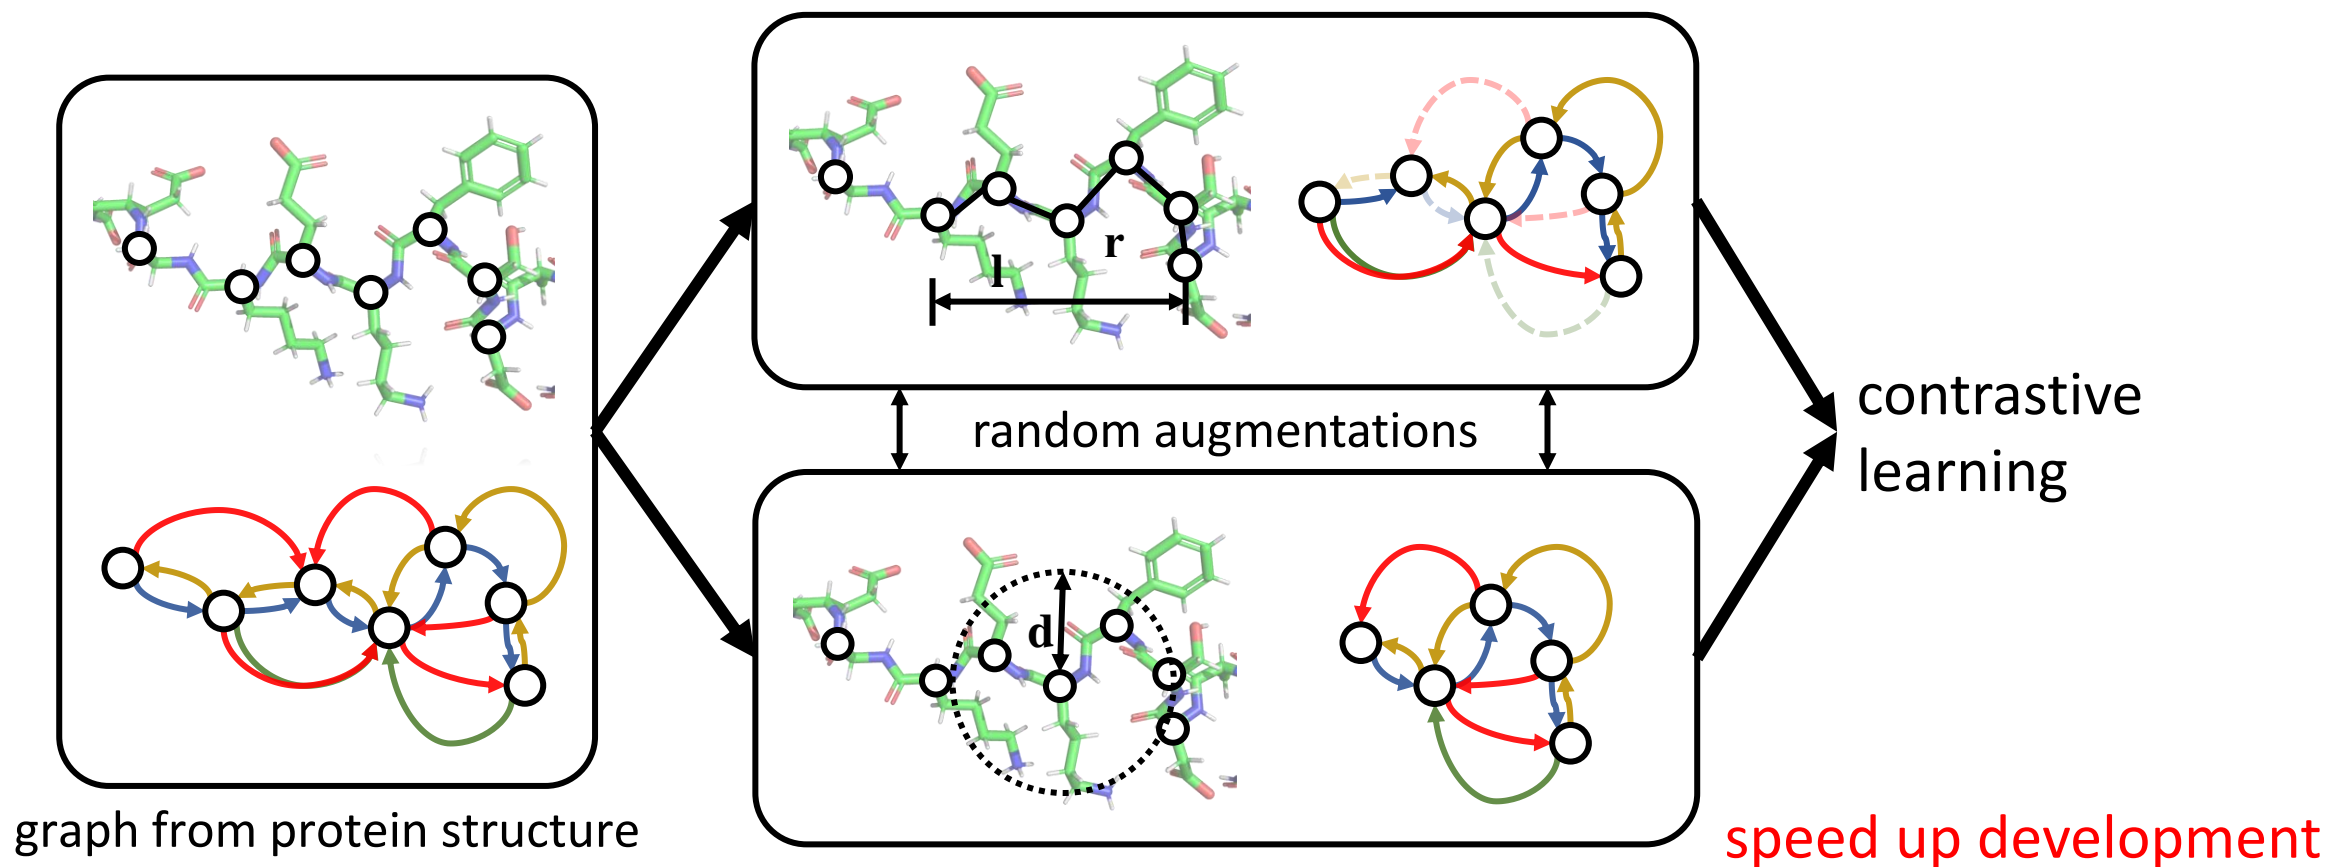 r
l
random augmentations
contrastive
learning
d
graph from protein structure
speed up development